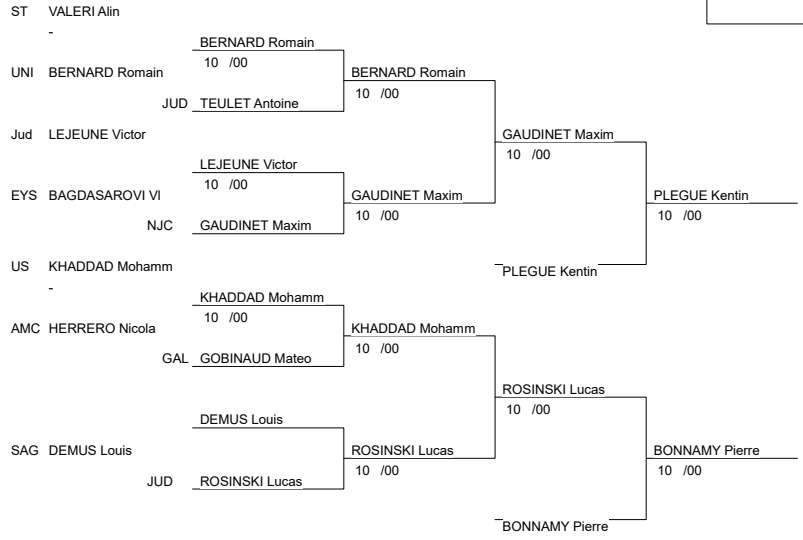 ST VALERI Alin
-
BERNARD Romain
10 /00
UNI BERNARD Romain
BERNARD Romain
10 /00
JUD TEULET Antoine
Jud LEJEUNE Victor
GAUDINET Maxim
10 /00
LEJEUNE Victor
10 /00
EYS BAGDASAROVI VI
GAUDINET Maxim
10 /00
PLEGUE Kentin
10 /00
NJC GAUDINET Maxim
US KHADDAD Mohamm
-
PLEGUE Kentin
KHADDAD Mohamm
10 /00
AMC HERRERO Nicola
KHADDAD Mohamm
10 /00
GAL GOBINAUD Mateo
ROSINSKI Lucas
10 /00
DEMUS Louis
SAG DEMUS Louis
ROSINSKI Lucas
10 /00
BONNAMY Pierre
10 /00
JUD ROSINSKI Lucas
BONNAMY Pierre